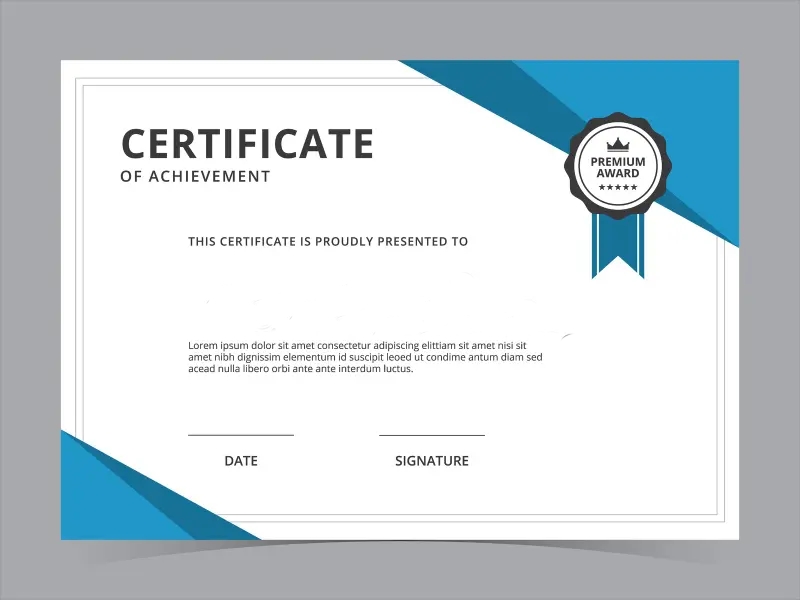 CERTIFICATE
OF ACHIEVEMENT
PREMIUM
AWARD
THIS CERTIFICATE IS PROUDLY PRESENTED TO
Lorem ipsum dolor sit amet consectetur adipiscing elittiam sit amet nisi sit
amet nibh dignissim elementum id suscipit leoed ut condime antum diam sed
acead nulla libero orbi ante ante interdum luctus.
DATE
SIGNATURE